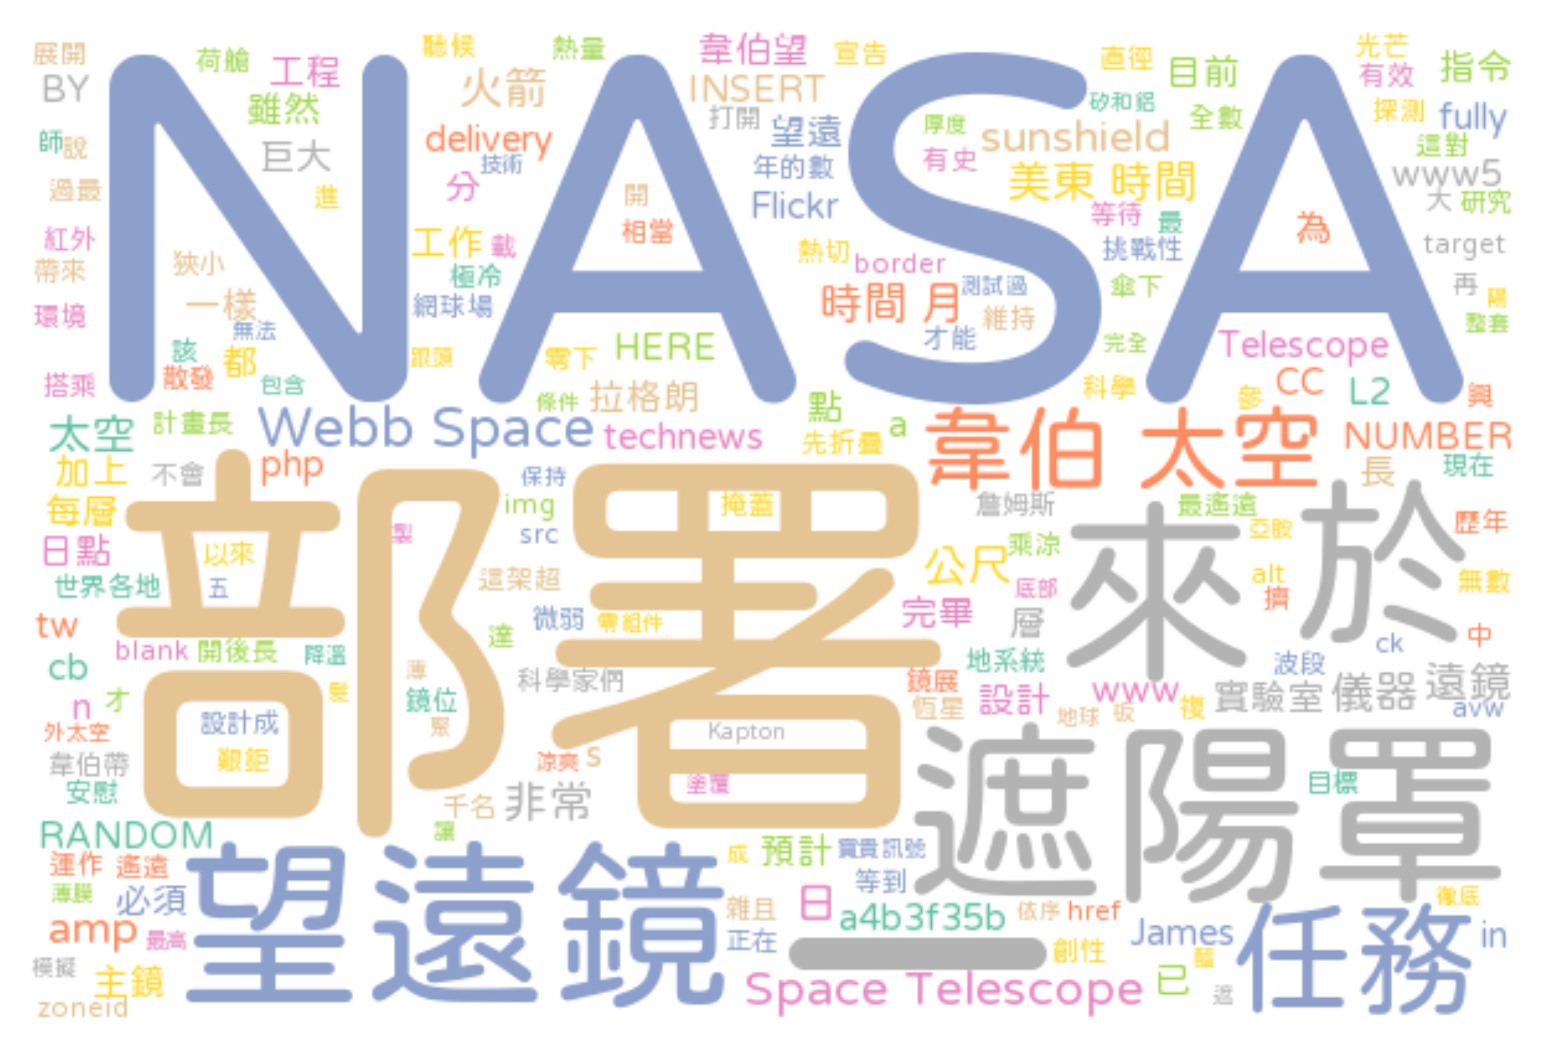 NASA
部署
望遠鏡
遮陽罩
來於
任務
韋伯 太空
一
Webb Space
Space Telescope
展開
荷艙
工程
聽候
熱量
韋伯望
宣告
直徑
目前
光芒
有效
指令
BY
雖然
火箭
INSERT
矽和鋁
探測
fully
師
說
巨大
delivery
技術
打開
望遠
厚度
sunshield
全數
這對
過最
進
分
年的數
有史
美東 時間
www5
開
Flickr
等待
最
大
研究
紅外
狹小
工作
載
相當
熱切
border
挑戰性
為
target
帶來
極冷
測試過
傘下
再
陽
環境
一樣
網球場
時間 月
維持
整套
無法
才能
該
都
跟頭
零下
HERE
完全
Telescope
搭乘
散發
包含
科學
CC
L2
興
條件
拉格朗
點
參
太空
計畫長
technews
先折疊
a
NUMBER
加上
不會
php
保持
長
現在
每層
img
掩蓋
詹姆斯
最遙遠
歷年
日點
以來
製
src
公尺
乘涼
亞胺
世界各地
五
這架超
底部
alt
無數
擠
tw
微弱
零組件
完畢
層
中
blank
開後長
降溫
達
ck
cb
薄
科學家們
鏡展
地系統
波段
n
才
髮
鏡位
恆星
設計
www
複
實驗室
儀器
遠鏡
外太空
設計成
聚
Kapton
地球
板
avw
韋伯帶
艱鉅
涼爽
s
安慰
千名
非常
塗覆
目標
RANDOM
讓
成
預計
寶貴訊號
運作
遙遠
等到
薄膜
必須
雜且
日
a4b3f35b
依序
href
徹底
amp
最高
正在
創性
James
in
模擬
主鏡
已
遮
zoneid